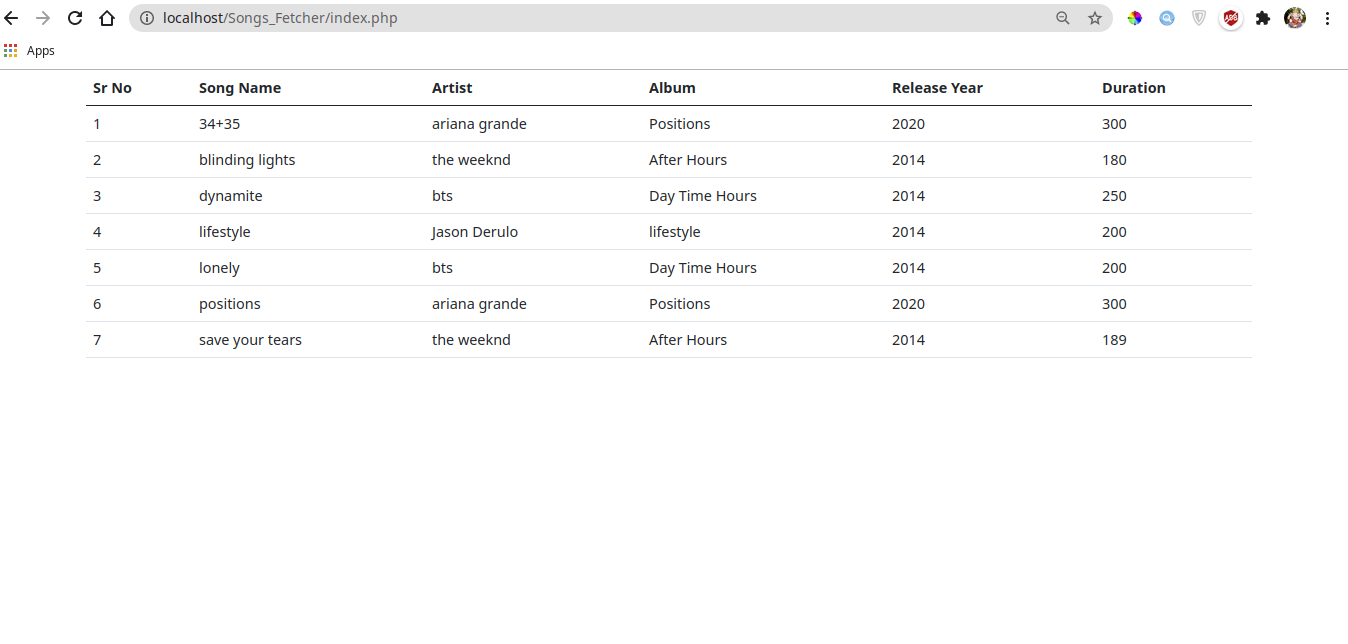 localhost/Songs_Fetcher/index.php
Apps
Sr No Song Name Artist Album Release Year Duration
1 34+35 ariana grande Positions 2020 300
2 blinding lights the weeknd After Hours 2014 180
3 dynamite bts Day Time Hours 2014 250
4 lifestyle Jason Derulo lifestyle 2014 200
5 lonely bts Day Time Hours 2014 200
6 positions ariana grande Positions 2020 300
7 save your tears the weeknd After Hours 2014 189